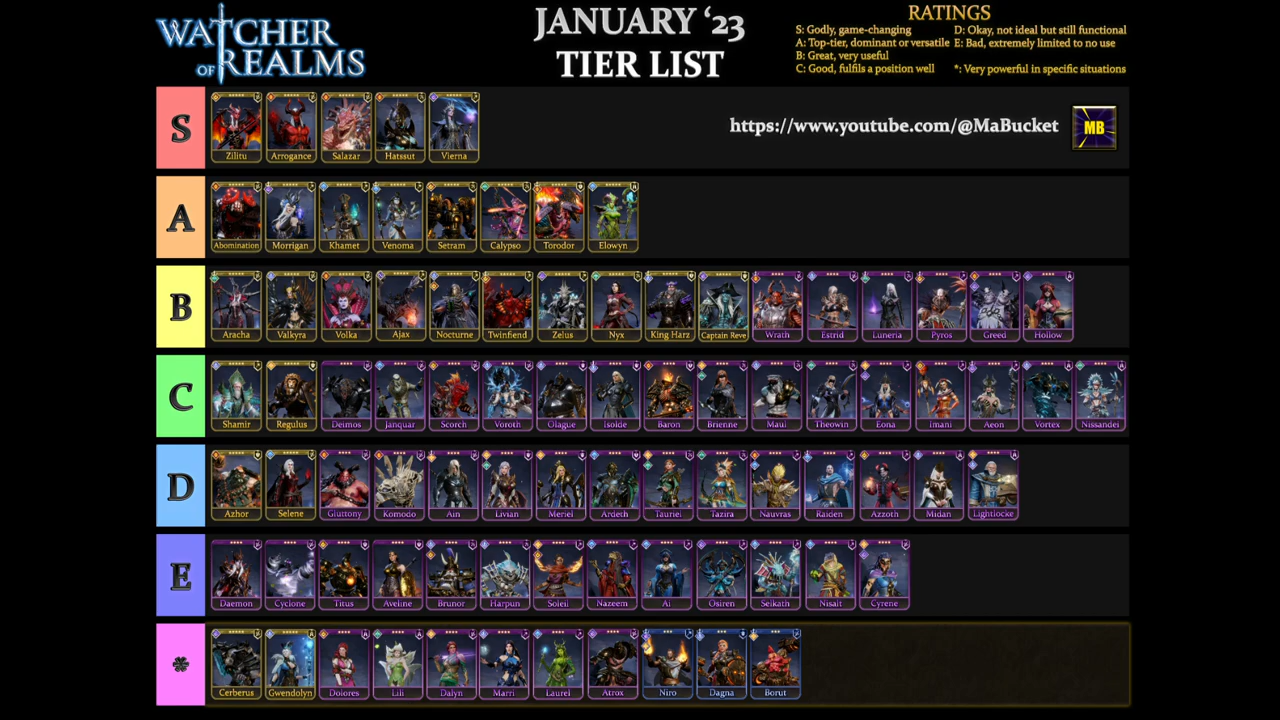 WATCHER
OF REALMS
JANUARY ‘23
TIER LIST
RATINGS
S: Godly, game-changing
A: Top-tier, dominant or versatile
B: Great, very useful
C: Good, fulfils a position well
D: Okay, not ideal but still functional
E: Bad, extremely limited to no use
*: Very powerful in specific situations
https://www.youtube.com/@MaBucket
MB
S
Zilitu Arrogance Salazar Hatssut Vierna
A
Abomination Morrigan Khamet Venoma Setram Calypso Torodor Elowyn
B
Aracha Valkyra Volka Ajax Nocturne Twinfiend Zelus Nyx King Harz Captain Reve Wrath Estrid Luneria Pyros Greed Hollow
C
Shamir Regulus Deimos Janquar Scorch Voroth Olague Isolde Baron Brienne Maul Theowin Eona Imani Aeon Vortex Nissandei
D
Azhor Selene Gluttony Komodo Ain Livian Meriel Ardeth Tauriel Tazira Nauvras Raiden Azzoth Midan Lightlocke
E
Daemon Cyclone Titus Aveline Brunor Harpun Soleil Nazeem Ai Osiren Seikath Nisalt Cyrene
*
Cerberus Gwendolyn Dolores Lili Dalyn Marri Laurel Atrox Niro Dagna Borut